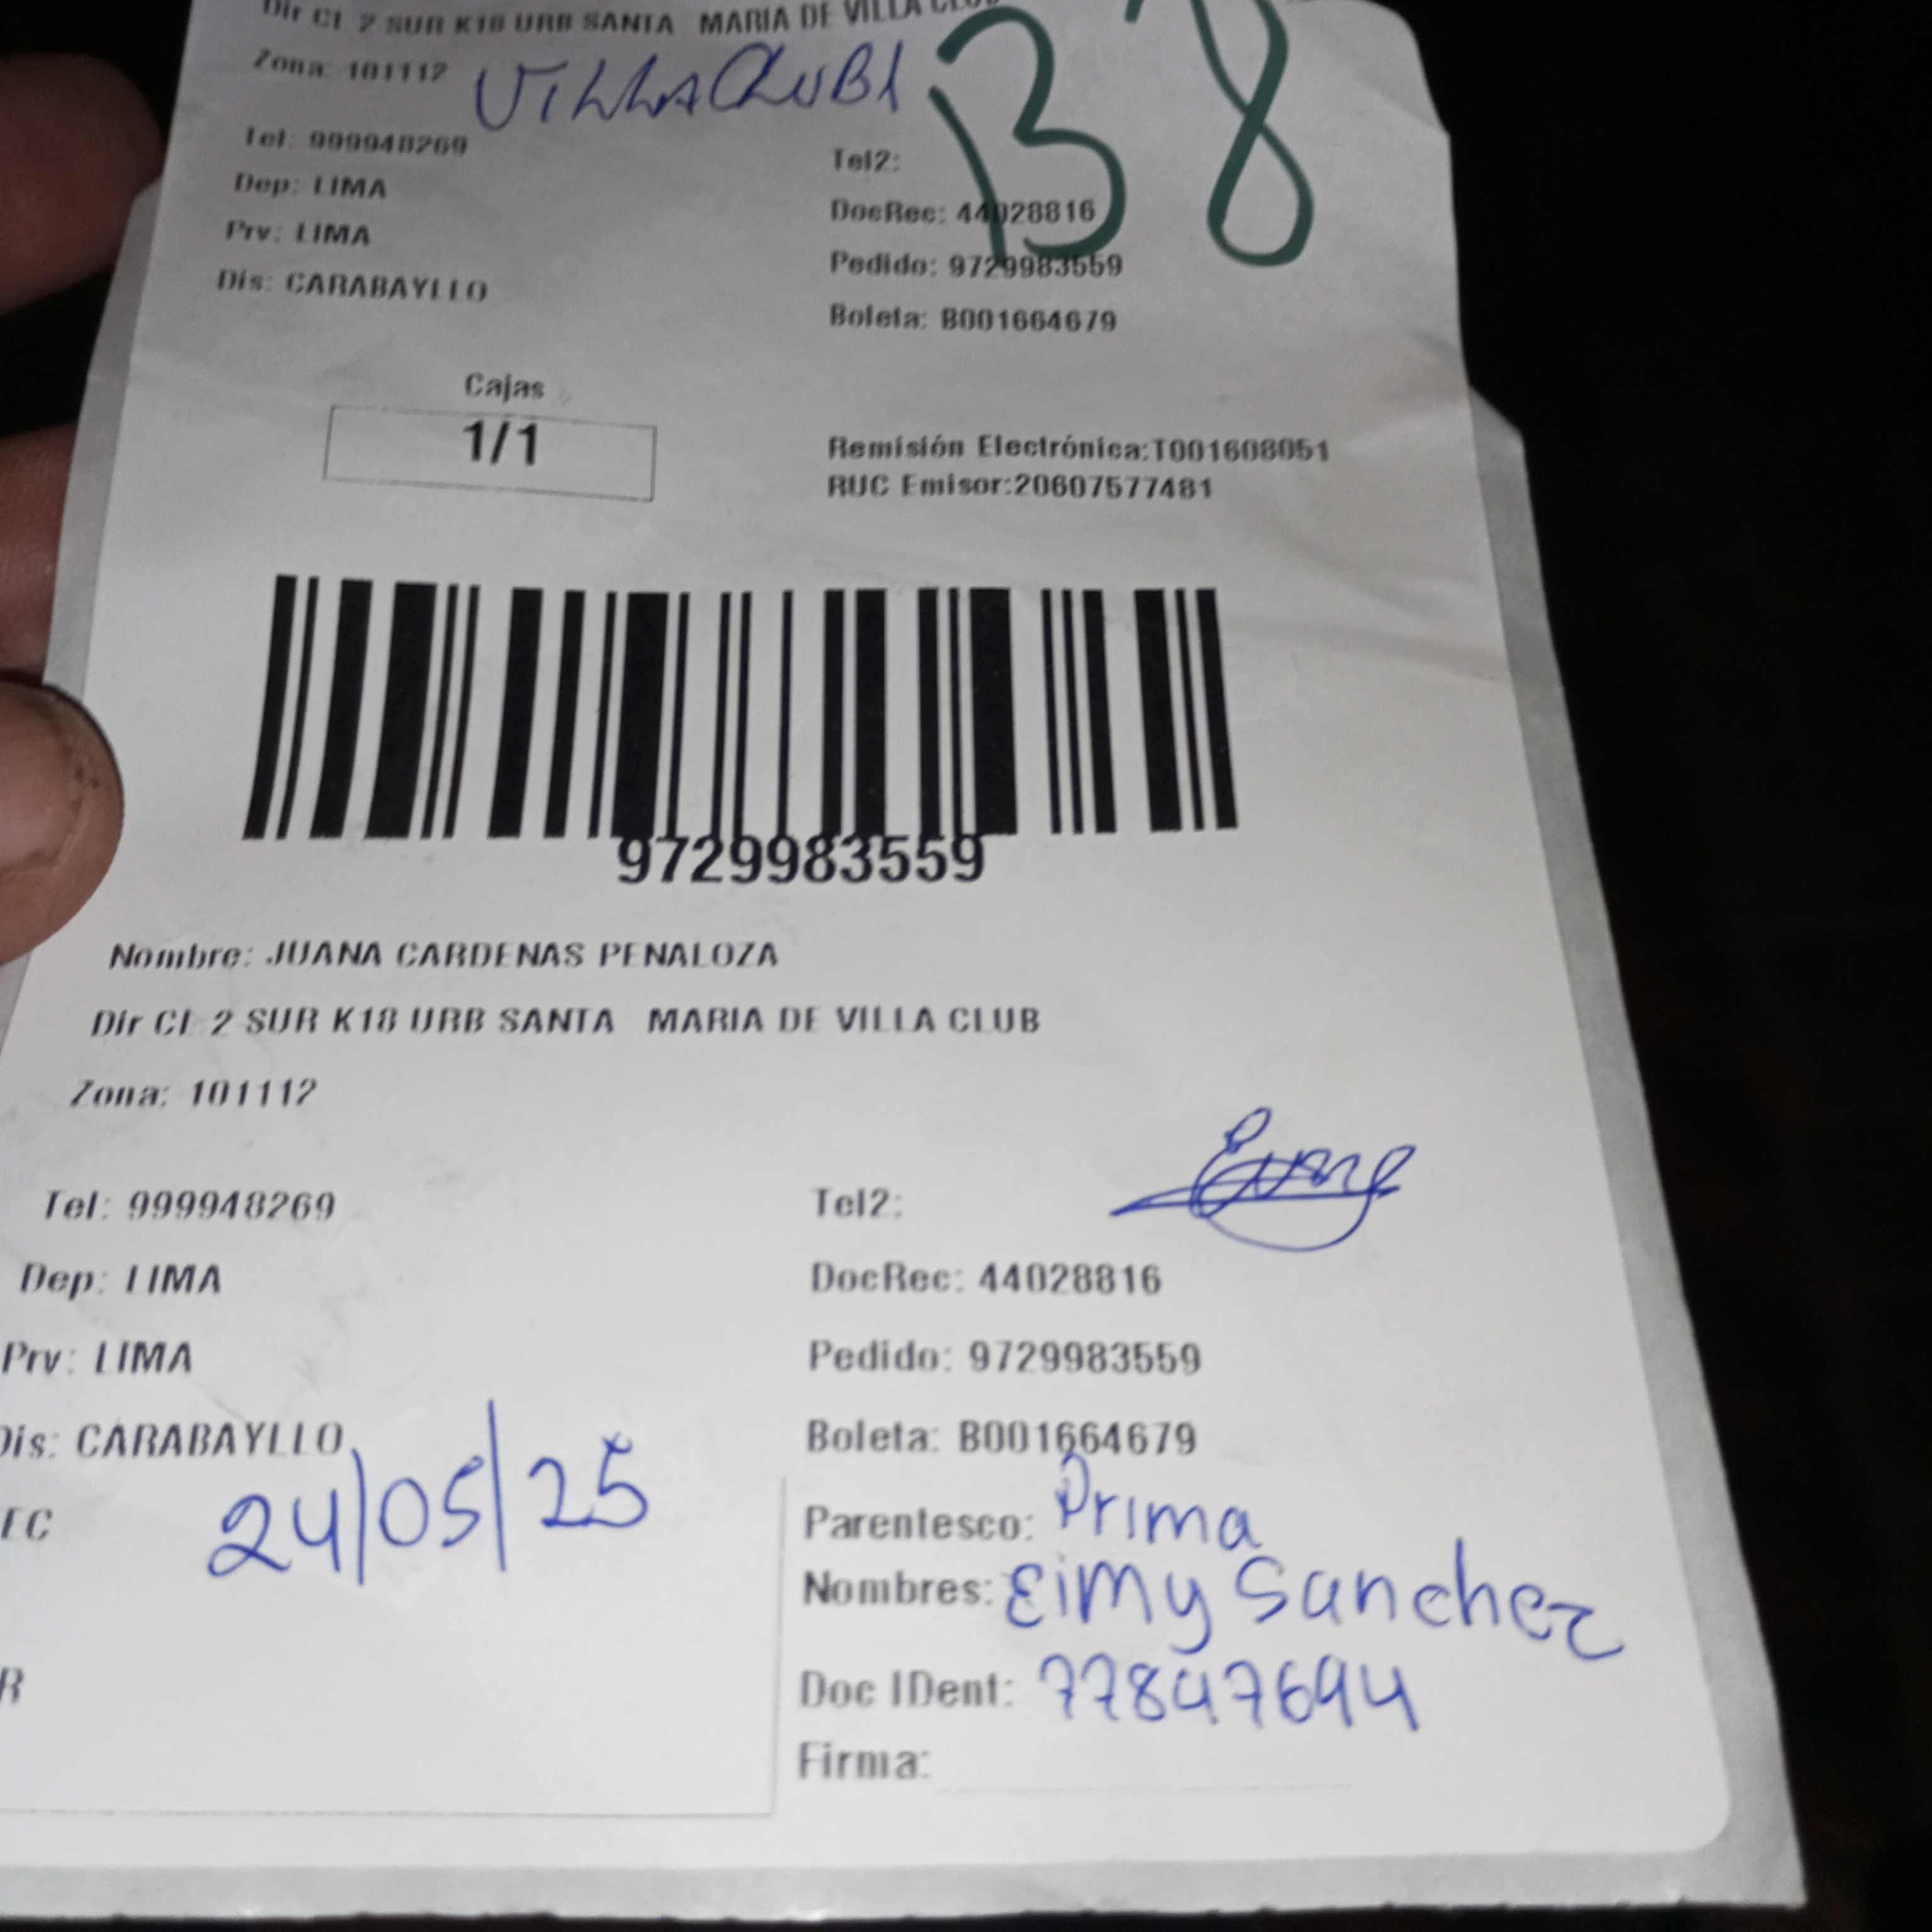 Dir CL 2 SUR K18 URB SANTA MARIA DE VILLA CLUB
Zona: 101112
VILLA CLUB 1
B 8
Tel: 999948269
Tel2:
Dep: LIMA
DocRec: 44028816
Prv: LIMA
Pedido: 9729983559
Dis: CARABAYLLO
Boleta: B001664679
Cajas
1/1
Remisión Electrónica:T001608051
RUC Emisor:20607577481
9729983559
Nombre: JUANA CARDENAS PENALOZA
Dir CL 2 SUR K18 URB SANTA MARIA DE VILLA CLUB
Zona: 101112
Tel: 999948269
Tel2:
Dep: LIMA
DocRec: 44028816
Prv: LIMA
Pedido: 9729983559
Dis: CARABAYLLO
Boleta: B001664679
24/05/25
Parentesco: Prima
Nombres: Eimy Sanchez
Doc IDent: 77847694
Firma: